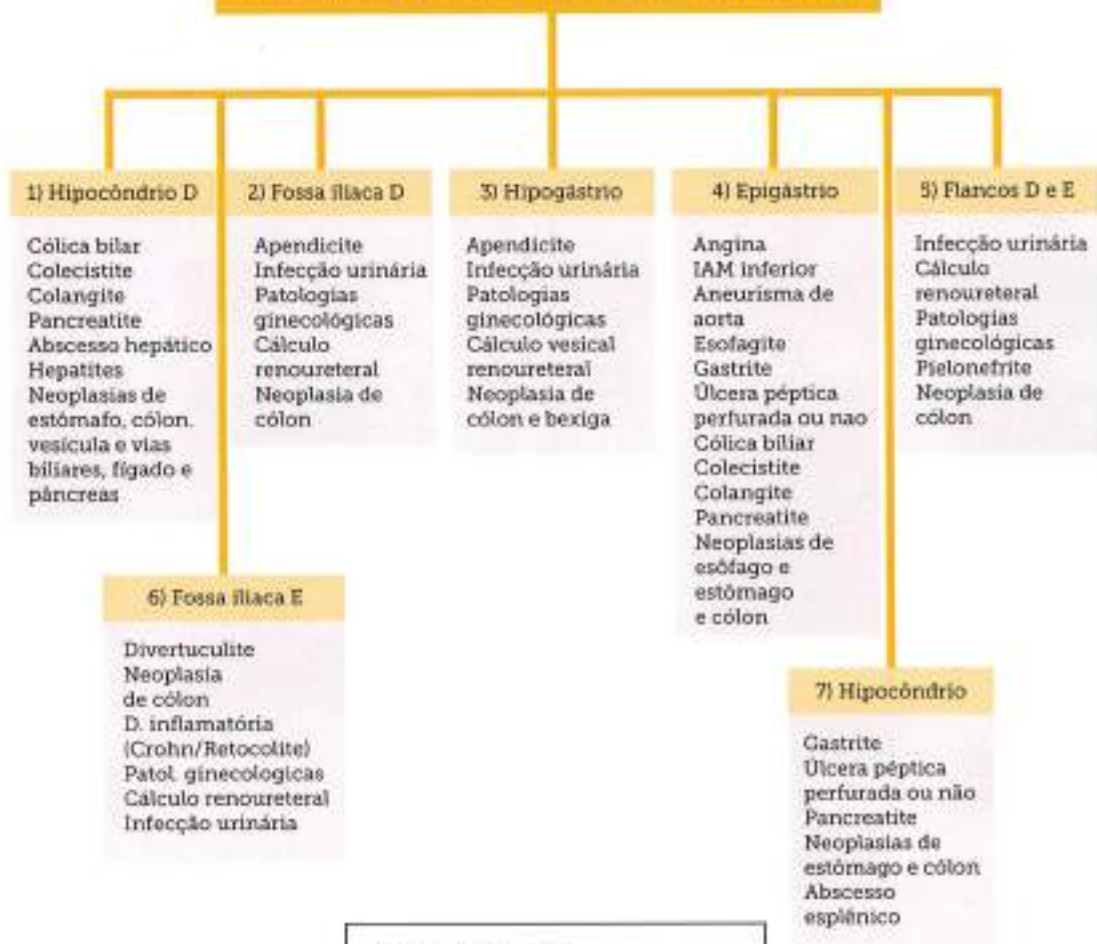 1) Hipocôndrio D
Cólica bilar
Colecistite
Colangite
Pancreatite
Abscesso hepático
Hepatites
Neoplasias de
estômafo, cólon.
vesícula e vias
biliares, fígado e
pâncreas
2) Fossa ilíaca D
Apendicite
Infecção urinária
Patologias
ginecológicas
Cálculo
renoureteral
Neoplasia de
cólon
3) Hipogástrio
Apendicite
Infecção urinária
Patologias
ginecológicas
Cálculo vesical
renoureteral
Neoplasia de
cólon e bexiga
4) Epigástrio
Angina
IAM inferior
Aneurisma de
aorta
Esofagite
Gastrite
Úlcera péptica
perfurada ou nao
Cólica biliar
Colecistite
Colangite
Pancreatite
Neoplasias de
esôfago e
estômago
e cólon
5) Flancos D e E
Infecção urinária
Cálculo
renoureteral
Patologias
ginecológicas
Pielonefrite
Neoplasia de
cólon
6) Fossa ilíaca E
Divertuculite
Neoplasia
de cólon
D. inflamatória
(Crohn/Retocolite)
Patol. ginecologicas
Cálculo renoureteral
Infecção urinária
7) Hipocôndrio
Gastrite
Úlcera péptica
perfurada ou não
Pancreatite
Neoplasias de
estômago e cólon
Abscesso
esplênico